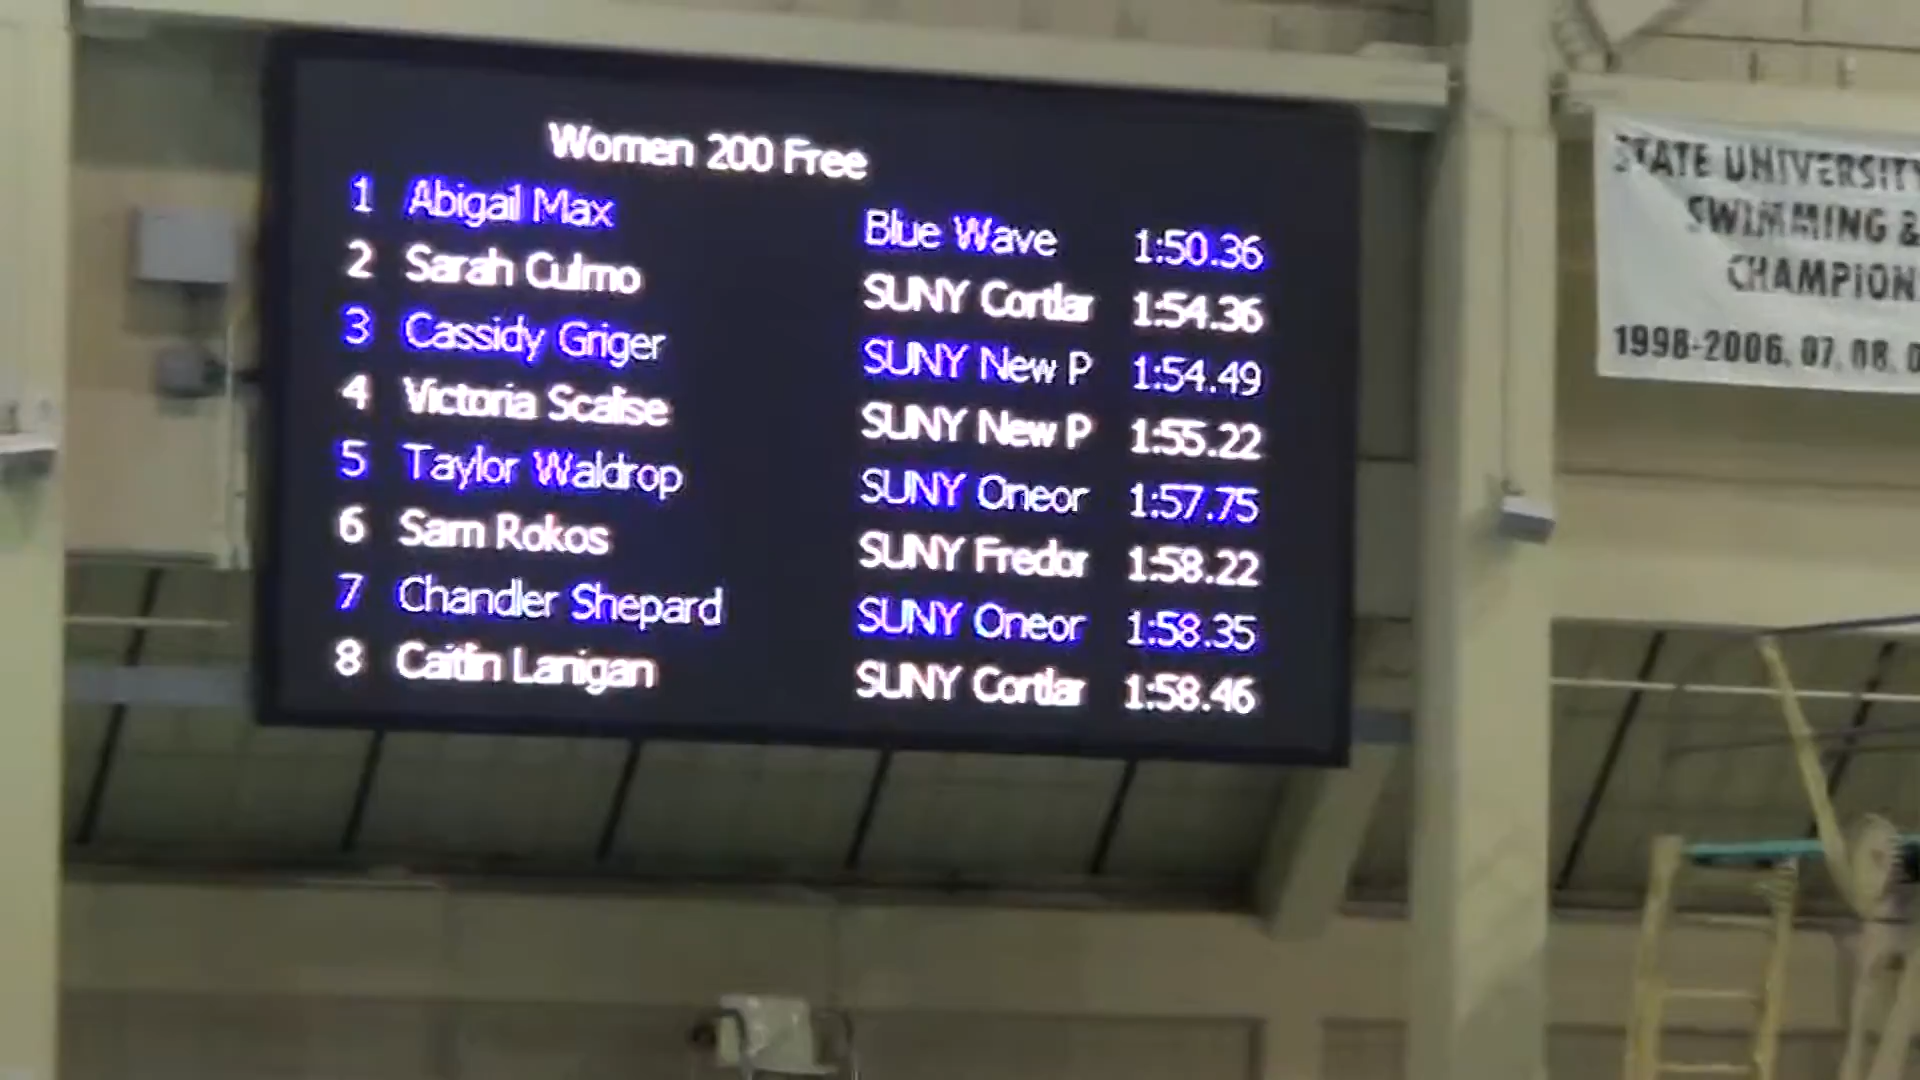 Women 200 Free
1 Abigail Max Blue Wave 1:50.36
2 Sarah Culmo SUNY Cortlar 1:54.36
3 Cassidy Griger SUNY New P 1:54.49
4 Victoria Scalise SUNY New P 1:55.22
5 Taylor Waldrop SUNY Oneor 1:57.75
6 Sam Rokos SUNY Fredor 1:58.22
7 Chandler Shepard SUNY Oneor 1:58.35
8 Caitlin Lanigan SUNY Cortlar 1:58.46
STATE UNIVERSITY
SWIMMING &
CHAMPION
1998-2006, 07, 08, 0